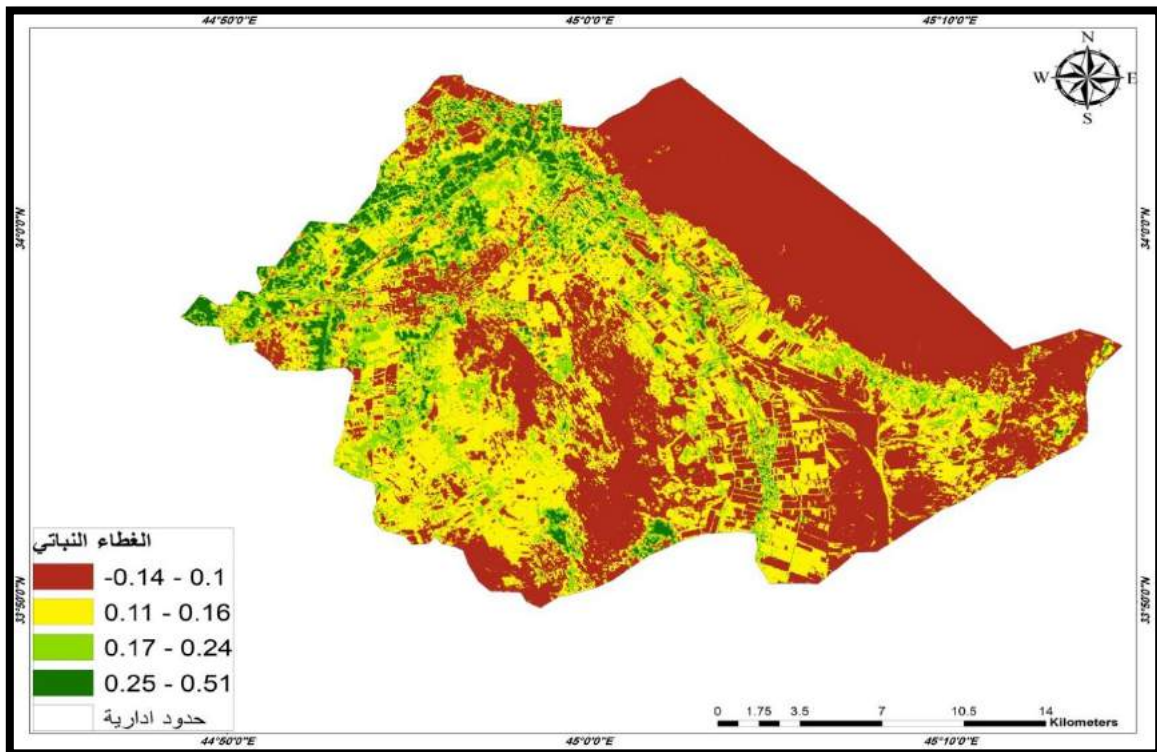 44°50'0"E 45°0'0"E 45°10'0"E
N
W E
S
34°0'0"N 34°0'0"N
33°50'0"N 33°50'0"N
الغطاء النباتي
-0.14 - 0.1
0.11 - 0.16
0.17 - 0.24
0.25 - 0.51
حدود ادارية
0 1.75 3.5 7 10.5 14
Kilometers
44°50'0"E 45°0'0"E 45°10'0"E